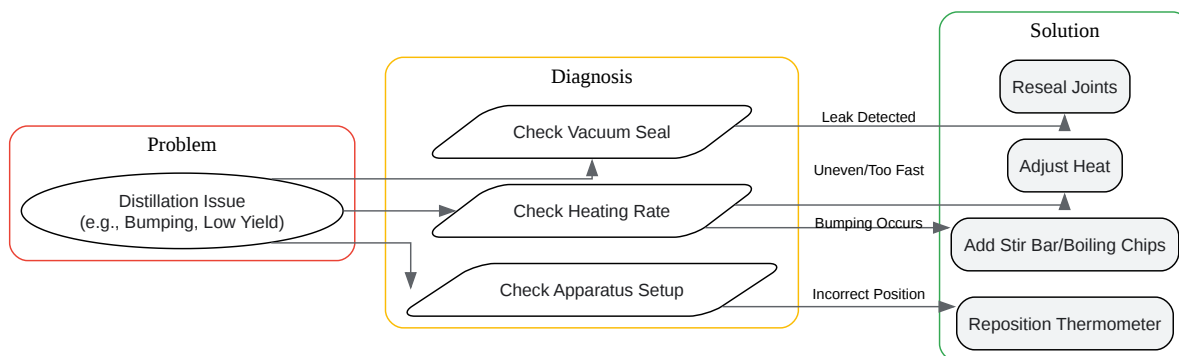 Problem
Distillation Issue
(e.g., Bumping, Low Yield)
Diagnosis
Check Vacuum Seal
Check Heating Rate
Check Apparatus Setup
Leak Detected
Uneven/Too Fast
Bumping Occurs
Incorrect Position
Solution
Reseal Joints
Adjust Heat
Add Stir Bar/Boiling Chips
Reposition Thermometer